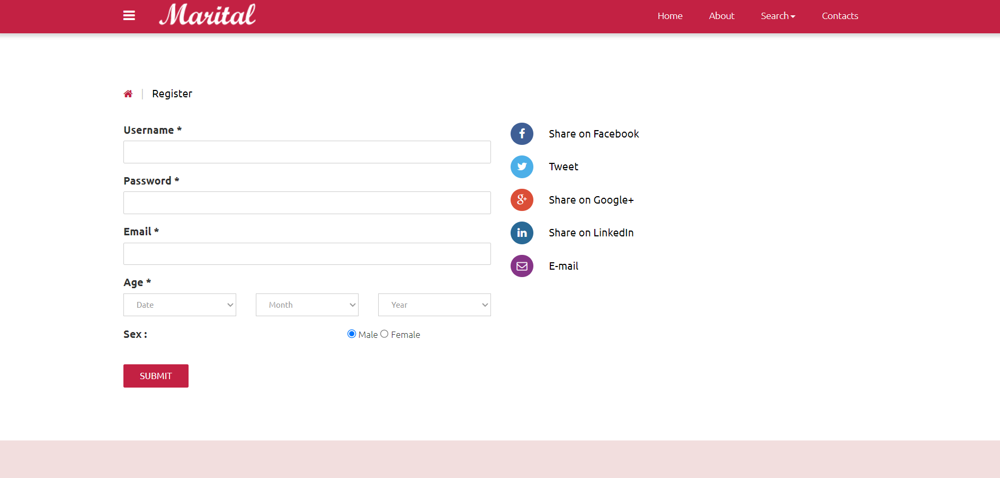 Marital
Home
About
Search
Contacts
Register
Username *
Password *
Email *
Age *
Date
Month
Year
Sex :
Male
Female
SUBMIT
Share on Facebook
Tweet
Share on Google+
Share on LinkedIn
E-mail